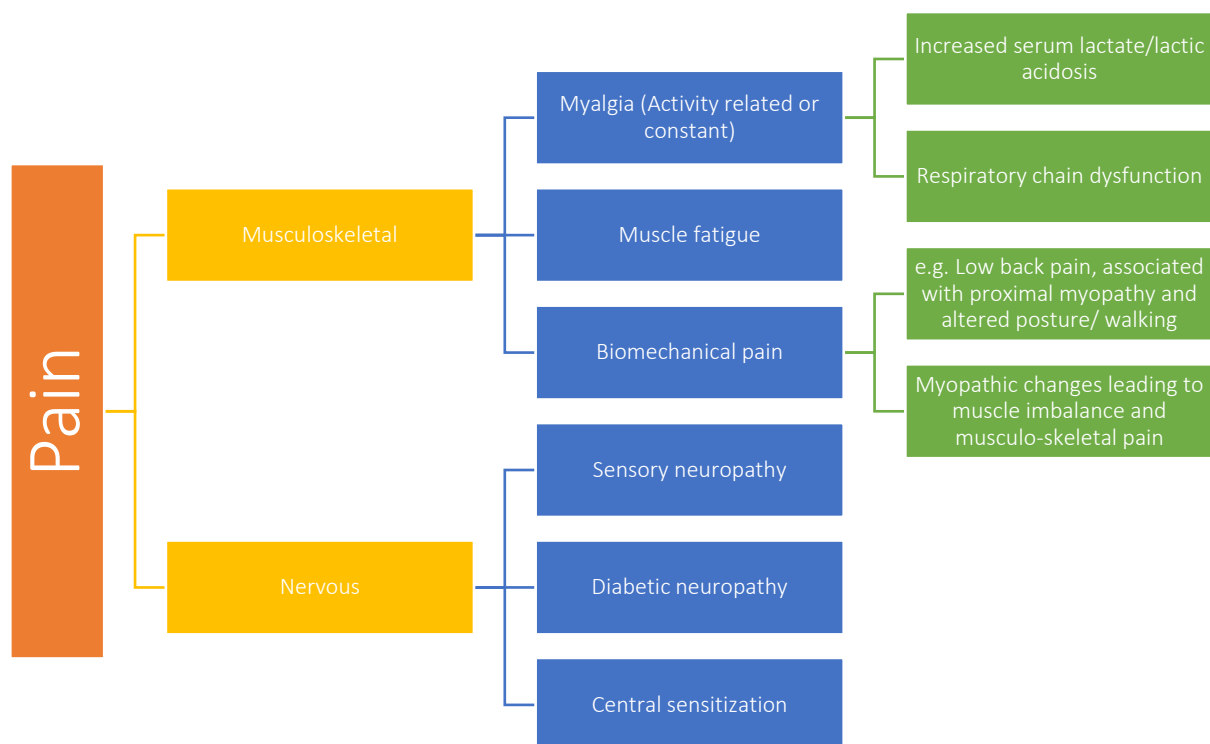 Pain
Musculoskeletal
Myalgia (Activity related or
constant)
Increased serum lactate/lactic
acidosis
Respiratory chain dysfunction
Muscle fatigue
Biomechanical pain
e.g. Low back pain, associated
with proximal myopathy and
altered posture/ walking
Myopathic changes leading to
muscle imbalance and
musculo-skeletal pain
Nervous
Sensory neuropathy
Diabetic neuropathy
Central sensitization